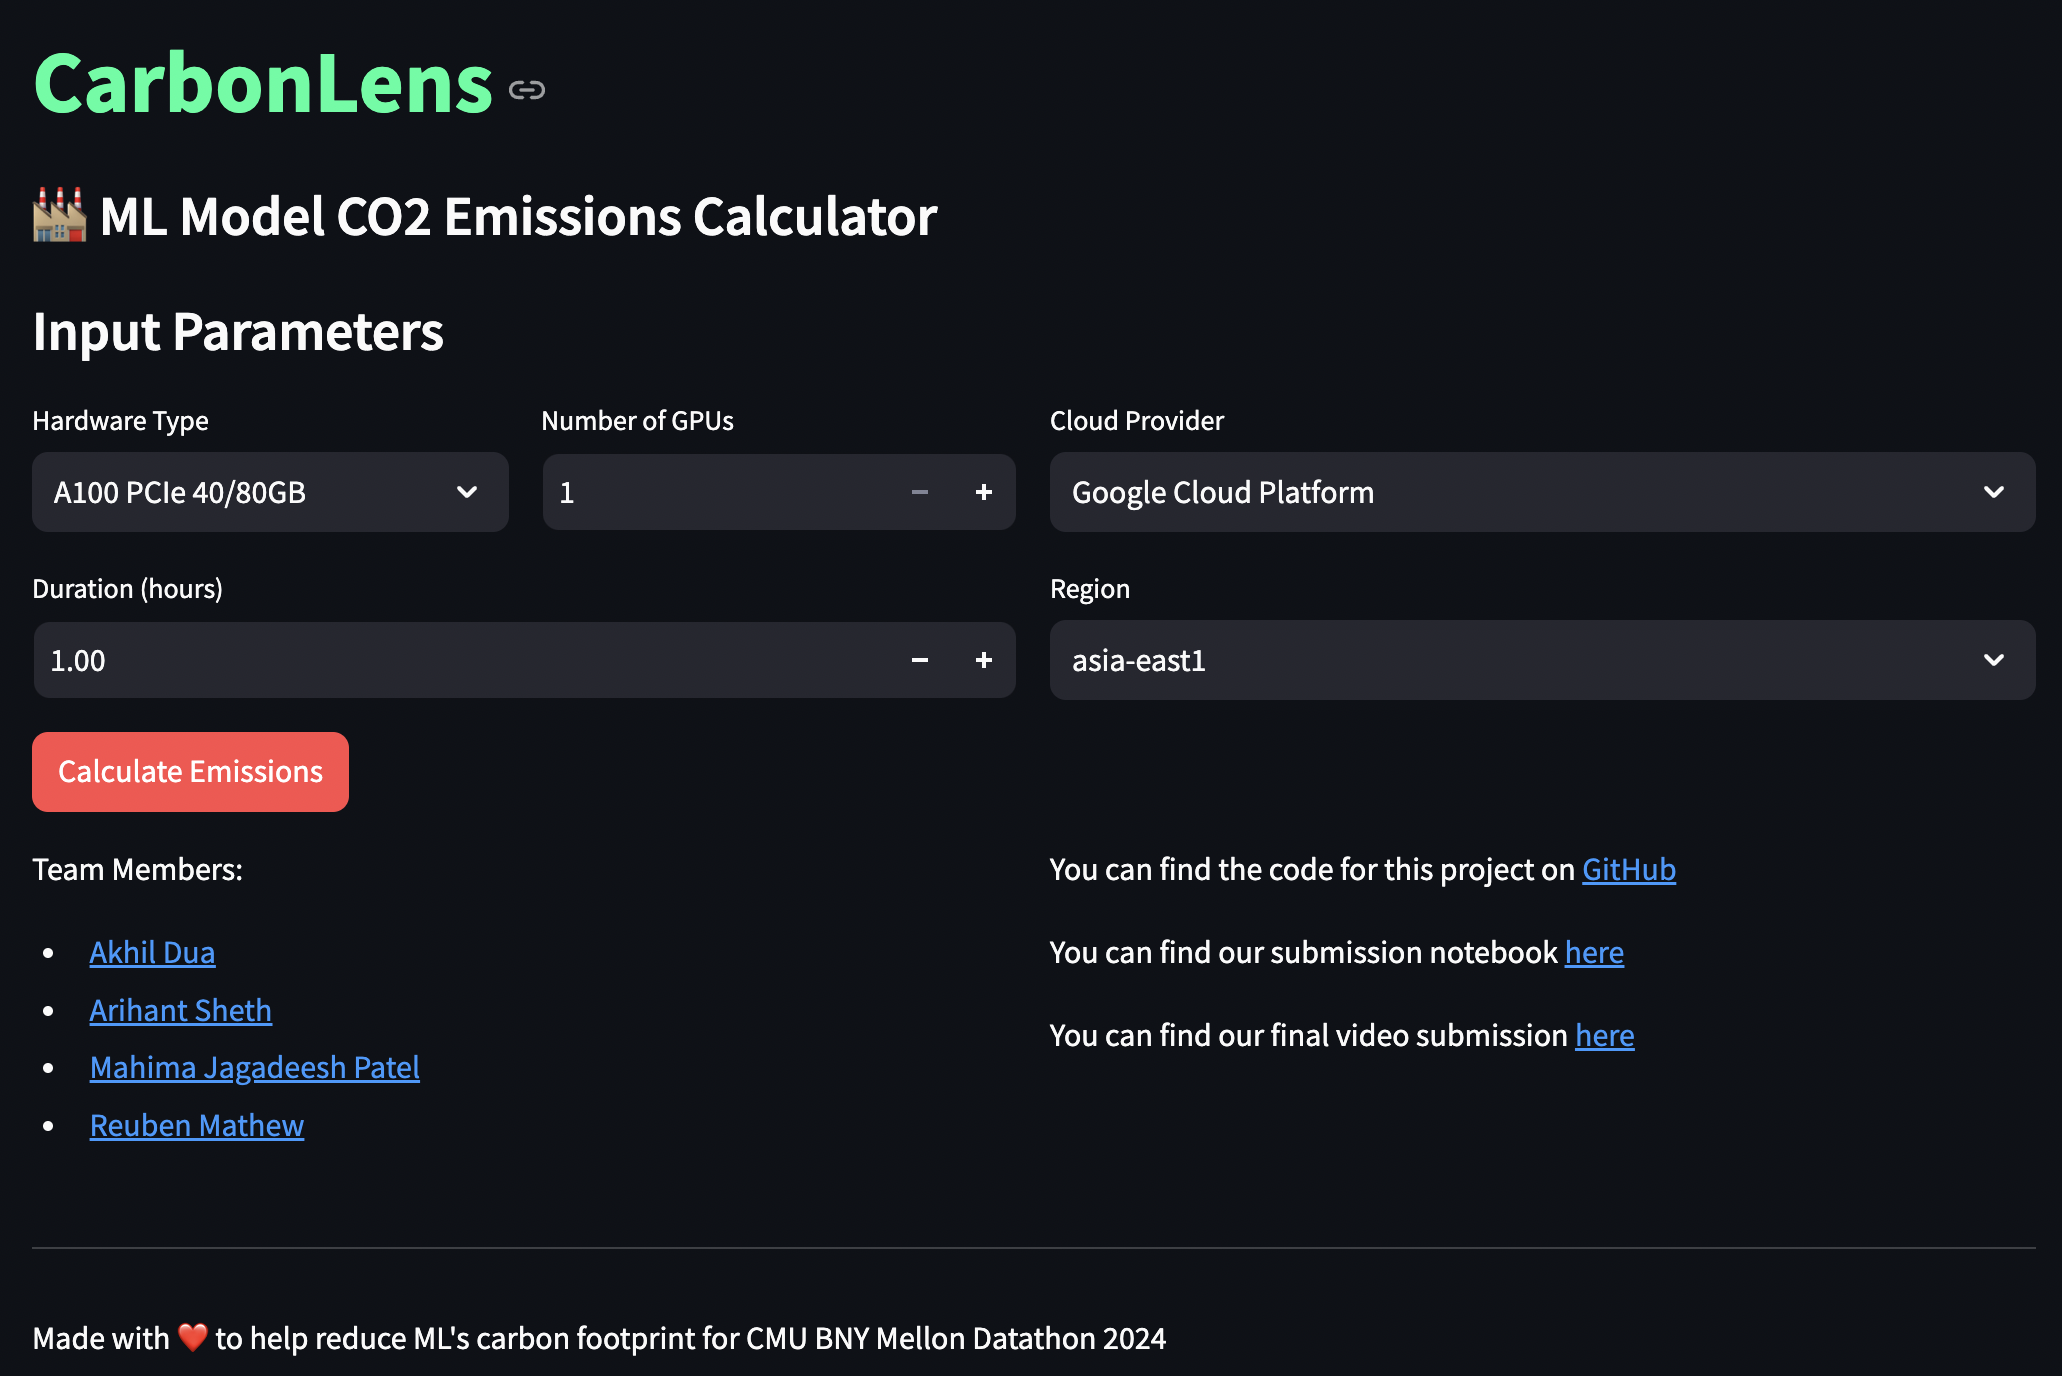 CarbonLens
🏭 ML Model CO2 Emissions Calculator
Input Parameters
Hardware Type
A100 PCIe 40/80GB
Number of GPUs
1
Cloud Provider
Google Cloud Platform
Duration (hours)
1.00
Region
asia-east1
Calculate Emissions
Team Members:
Akhil Dua
Arihant Sheth
Mahima Jagadeesh Patel
Reuben Mathew
You can find the code for this project on GitHub
You can find our submission notebook here
You can find our final video submission here
Made with ❤️ to help reduce ML's carbon footprint for CMU BNY Mellon Datathon 2024